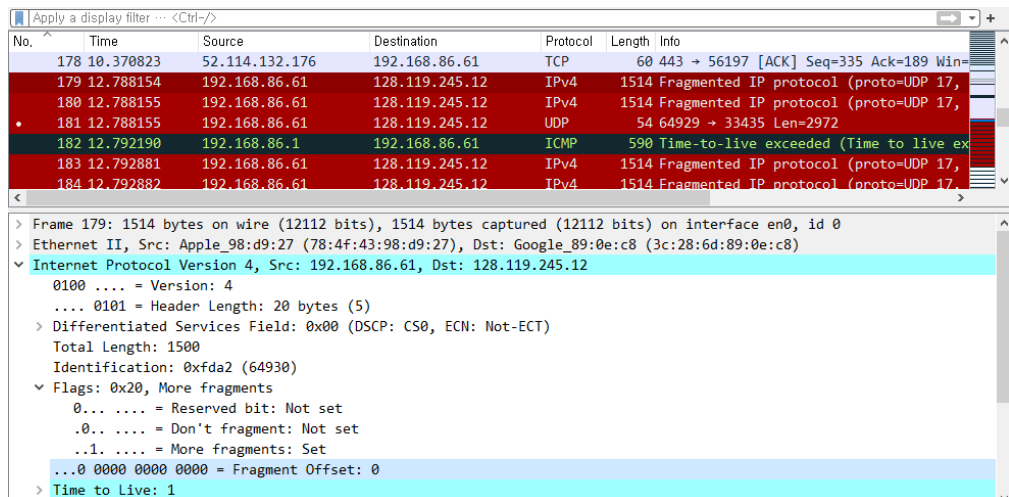 Apply a display filter ··· <Ctrl-/>
No. Time Source Destination Protocol Length Info
178 10.370823 52.114.132.176 192.168.86.61 TCP 60 443 → 56197 [ACK] Seq=335 Ack=189 Win=
179 12.788154 192.168.86.61 128.119.245.12 IPv4 1514 Fragmented IP protocol (proto=UDP 17,
180 12.788155 192.168.86.61 128.119.245.12 IPv4 1514 Fragmented IP protocol (proto=UDP 17,
181 12.788155 192.168.86.61 128.119.245.12 UDP 54 64929 → 33435 Len=2972
182 12.792190 192.168.86.1 192.168.86.61 ICMP 590 Time-to-live exceeded (Time to live ex
183 12.792881 192.168.86.61 128.119.245.12 IPv4 1514 Fragmented IP protocol (proto=UDP 17,
184 12.792882 192.168.86.61 128.119.245.12 IPv4 1514 Fragmented IP protocol (proto=UDP 17,
Frame 179: 1514 bytes on wire (12112 bits), 1514 bytes captured (12112 bits) on interface en0, id 0
Ethernet II, Src: Apple_98:d9:27 (78:4f:43:98:d9:27), Dst: Google_89:0e:c8 (3c:28:6d:89:0e:c8)
Internet Protocol Version 4, Src: 192.168.86.61, Dst: 128.119.245.12
0100 .... = Version: 4
.... 0101 = Header Length: 20 bytes (5)
Differentiated Services Field: 0x00 (DSCP: CS0, ECN: Not-ECT)
Total Length: 1500
Identification: 0xfda2 (64930)
Flags: 0x20, More fragments
0... .... = Reserved bit: Not set
.0.. .... = Don't fragment: Not set
..1. .... = More fragments: Set
...0 0000 0000 0000 = Fragment Offset: 0
Time to Live: 1